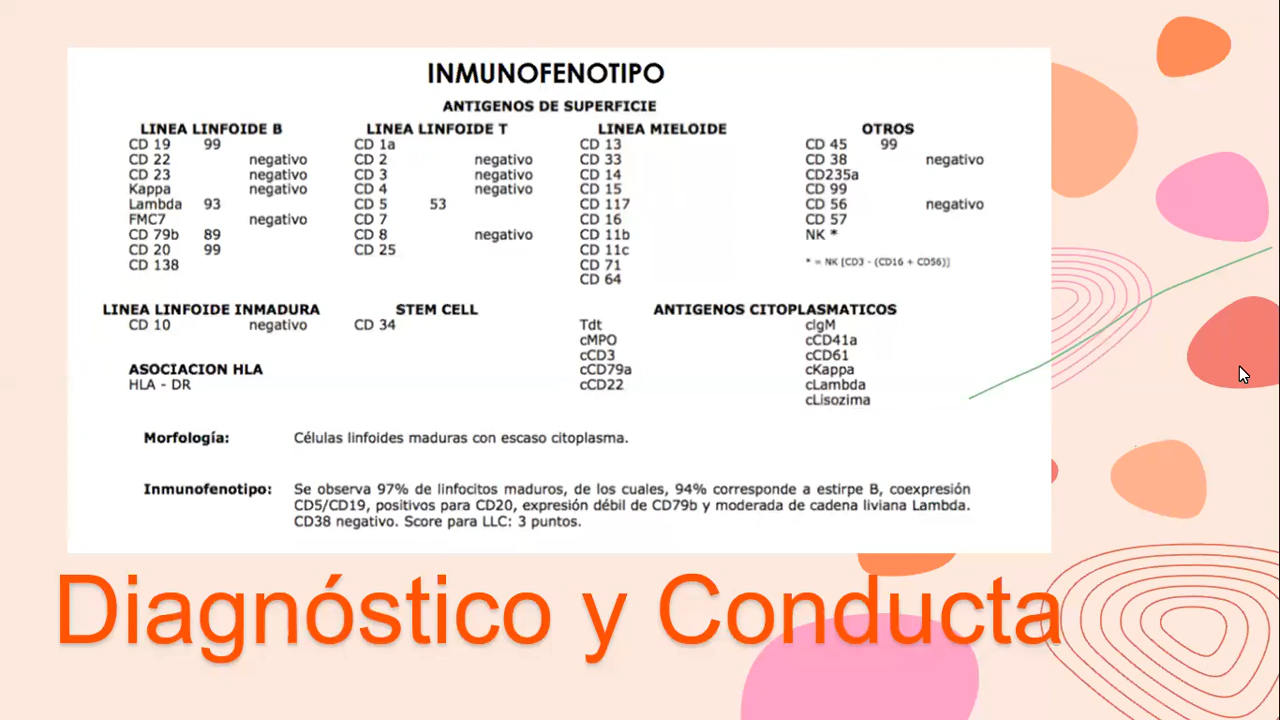 INMUNOFENOTIPO
ANTIGENOS DE SUPERFICIE
LINEA LINFOIDE B
CD 19 99
CD 22 negativo
CD 23 negativo
Kappa negativo
Lambda 93
FMC7 negativo
CD 79b 89
CD 20 99
CD 138
LINEA LINFOIDE T
CD 1a
CD 2 negativo
CD 3 negativo
CD 4 negativo
CD 5 53
CD 7
CD 8 negativo
CD 25
LINEA MIELOIDE
CD 13
CD 33
CD 14
CD 15
CD 117
CD 16
CD 11b
CD 11c
CD 71
CD 64
OTROS
CD 45 99
CD 38 negativo
CD235a
CD 99
CD 56 negativo
CD 57
NK *
* = NK [CD3 - (CD16 + CD56)]
LINEA LINFOIDE INMADURA
CD 10 negativo
STEM CELL
CD 34
ASOCIACION HLA
HLA - DR
ANTIGENOS CITOPLASMATICOS
Tdt
cMPO
cCD3
cCD79a
cCD22
cIgM
cCD41a
cCD61
cKappa
cLambda
cLisozima
Morfología: Células linfoides maduras con escaso citoplasma.
Inmunofenotipo: Se observa 97% de linfocitos maduros, de los cuales, 94% corresponde a estirpe B, coexpresión
CD5/CD19, positivos para CD20, expresión débil de CD79b y moderada de cadena liviana Lambda.
CD38 negativo. Score para LLC: 3 puntos.
Diagnóstico y Conducta